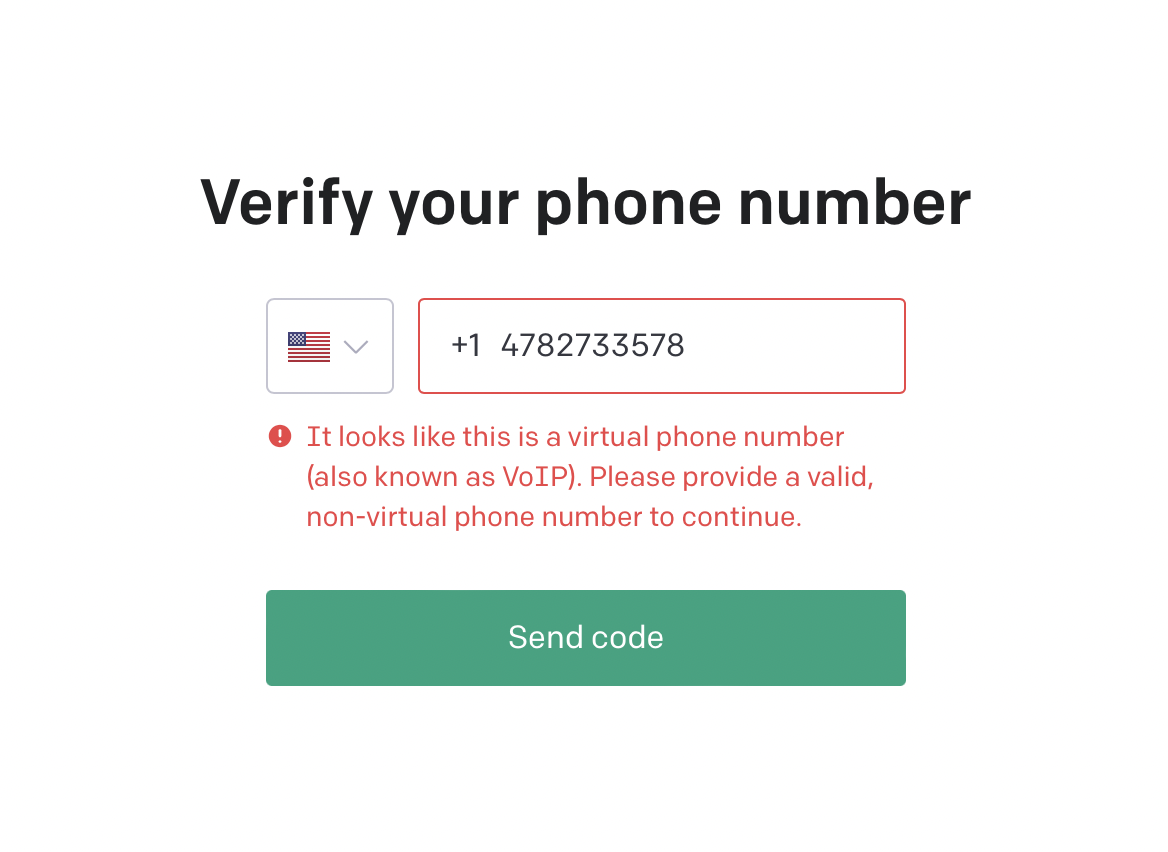 Verify your phone number
+1 4782733578
It looks like this is a virtual phone number
(also known as VoIP). Please provide a valid,
non-virtual phone number to continue.
Send code